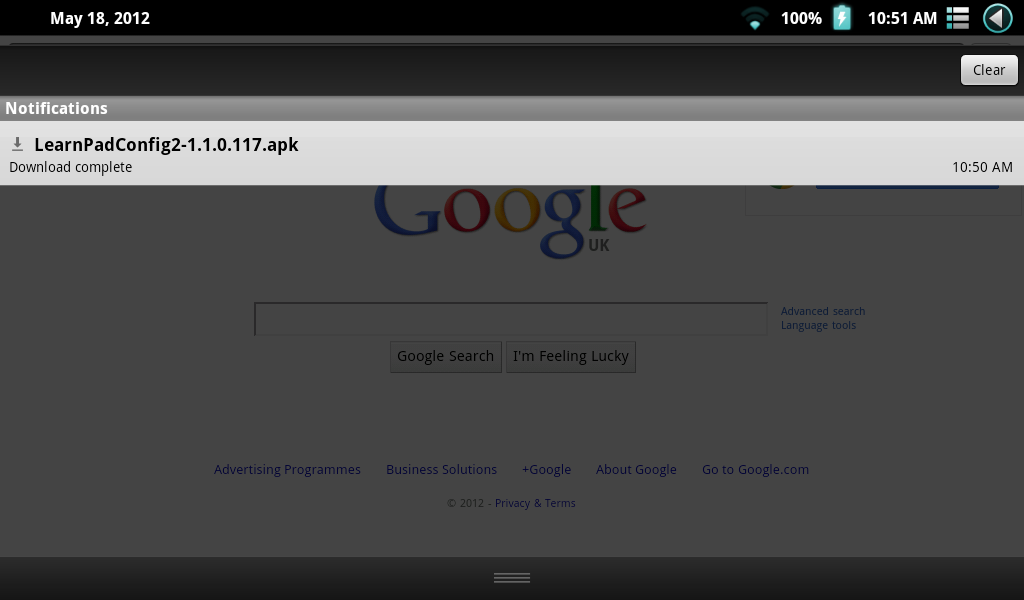 May 18, 2012 100% 10:51 AM
Clear
Notifications
LearnPadConfig2-1.1.0.117.apk
Download complete 10:50 AM
Google
UK
Advanced search
Language tools
Google Search I'm Feeling Lucky
Advertising Programmes Business Solutions +Google About Google Go to Google.com
© 2012 - Privacy & Terms